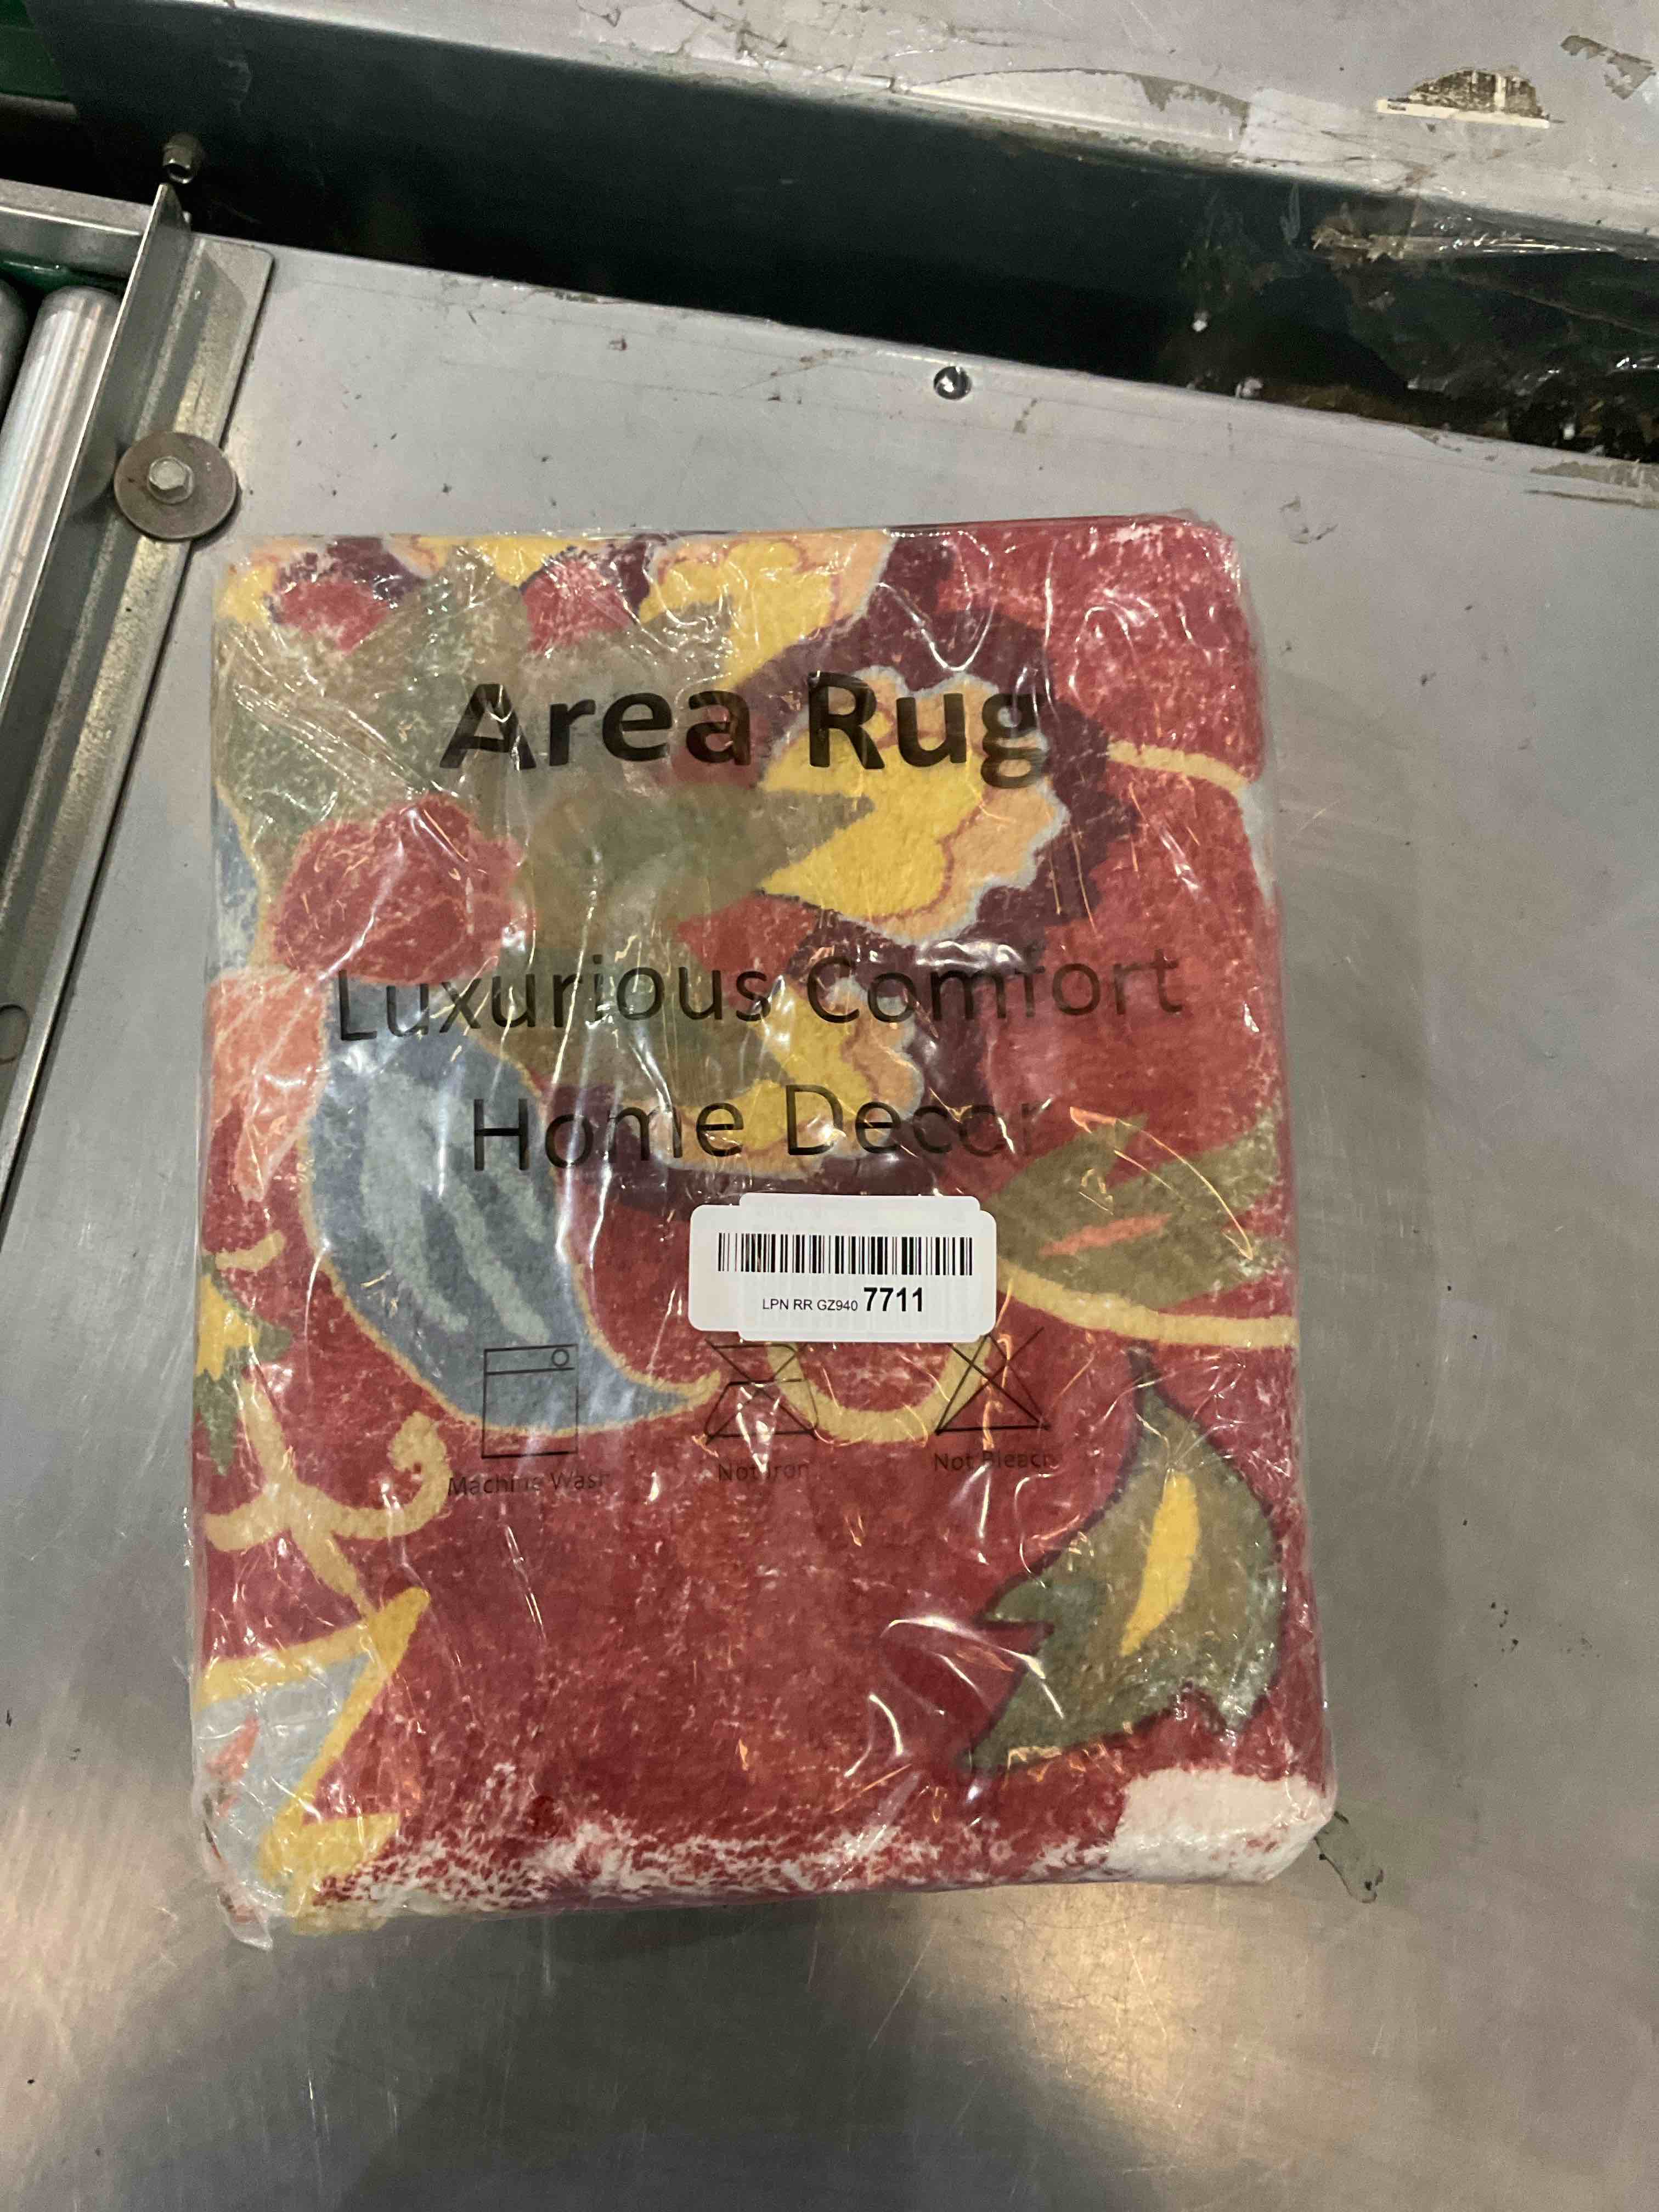 Area Rug
Luxurious Comfort
Home Decor
LPN RR GZ940 7711
Machine Wash
Not Iron
Not Bleach